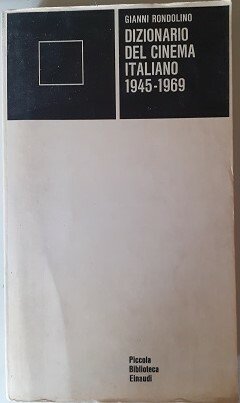 GIANNI RONDOLINO
DIZIONARIO
DEL CINEMA
ITALIANO
1945-1969
Piccola
Biblioteca
Einaudi